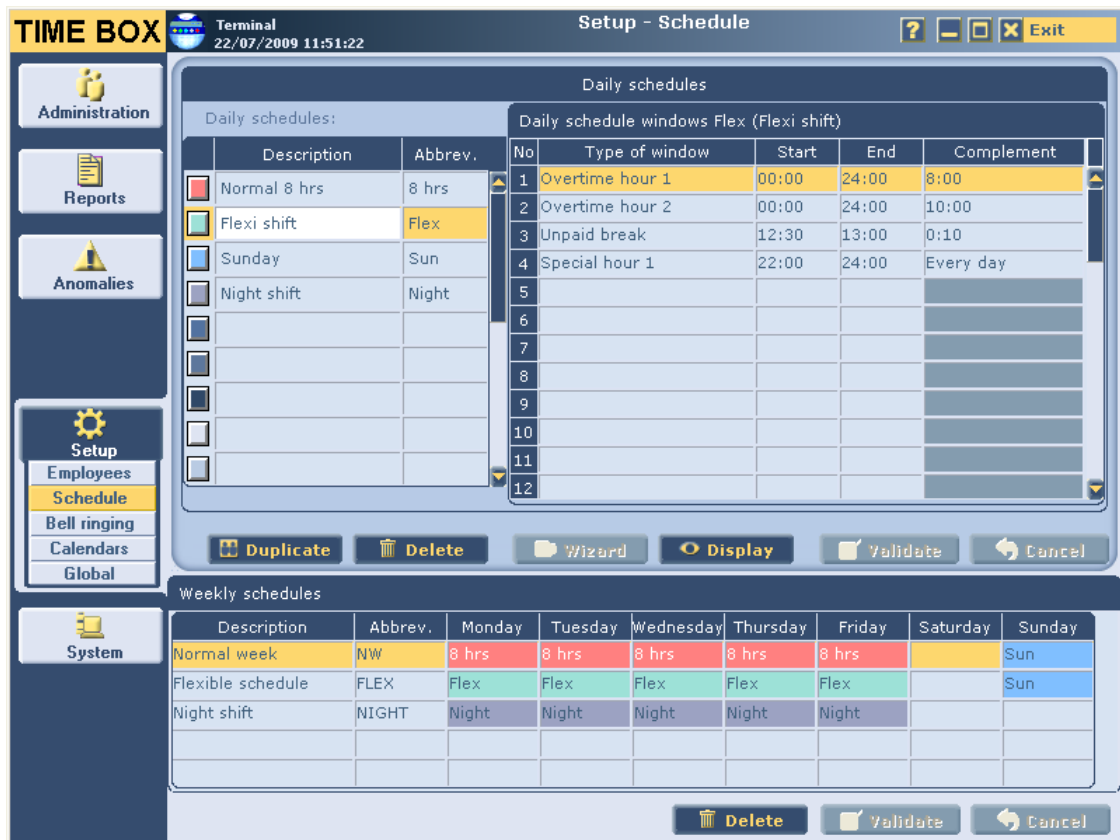 TIME BOX
Terminal
22/07/2009 11:51:22
Setup - Schedule
?
Exit
Administration
Reports
Anomalies
Setup
Employees
Schedule
Bell ringing
Calendars
Global
System
Daily schedules
Daily schedules:
Description Abbrev.
Normal 8 hrs 8 hrs
Flexi shift Flex
Sunday Sun
Night shift Night
Daily schedule windows Flex (Flexi shift)
No Type of window Start End Complement
1 Overtime hour 1 00:00 24:00 8:00
2 Overtime hour 2 00:00 24:00 10:00
3 Unpaid break 12:30 13:00 0:10
4 Special hour 1 22:00 24:00 Every day
5
6
7
8
9
10
11
12
Duplicate Delete Wizard Display Validate Cancel
Weekly schedules
Description Abbrev. Monday Tuesday Wednesday Thursday Friday Saturday Sunday
Normal week NW 8 hrs 8 hrs 8 hrs 8 hrs 8 hrs Sun
Flexible schedule FLEX Flex Flex Flex Flex Flex Sun
Night shift NIGHT Night Night Night Night Night
Delete Validate Cancel